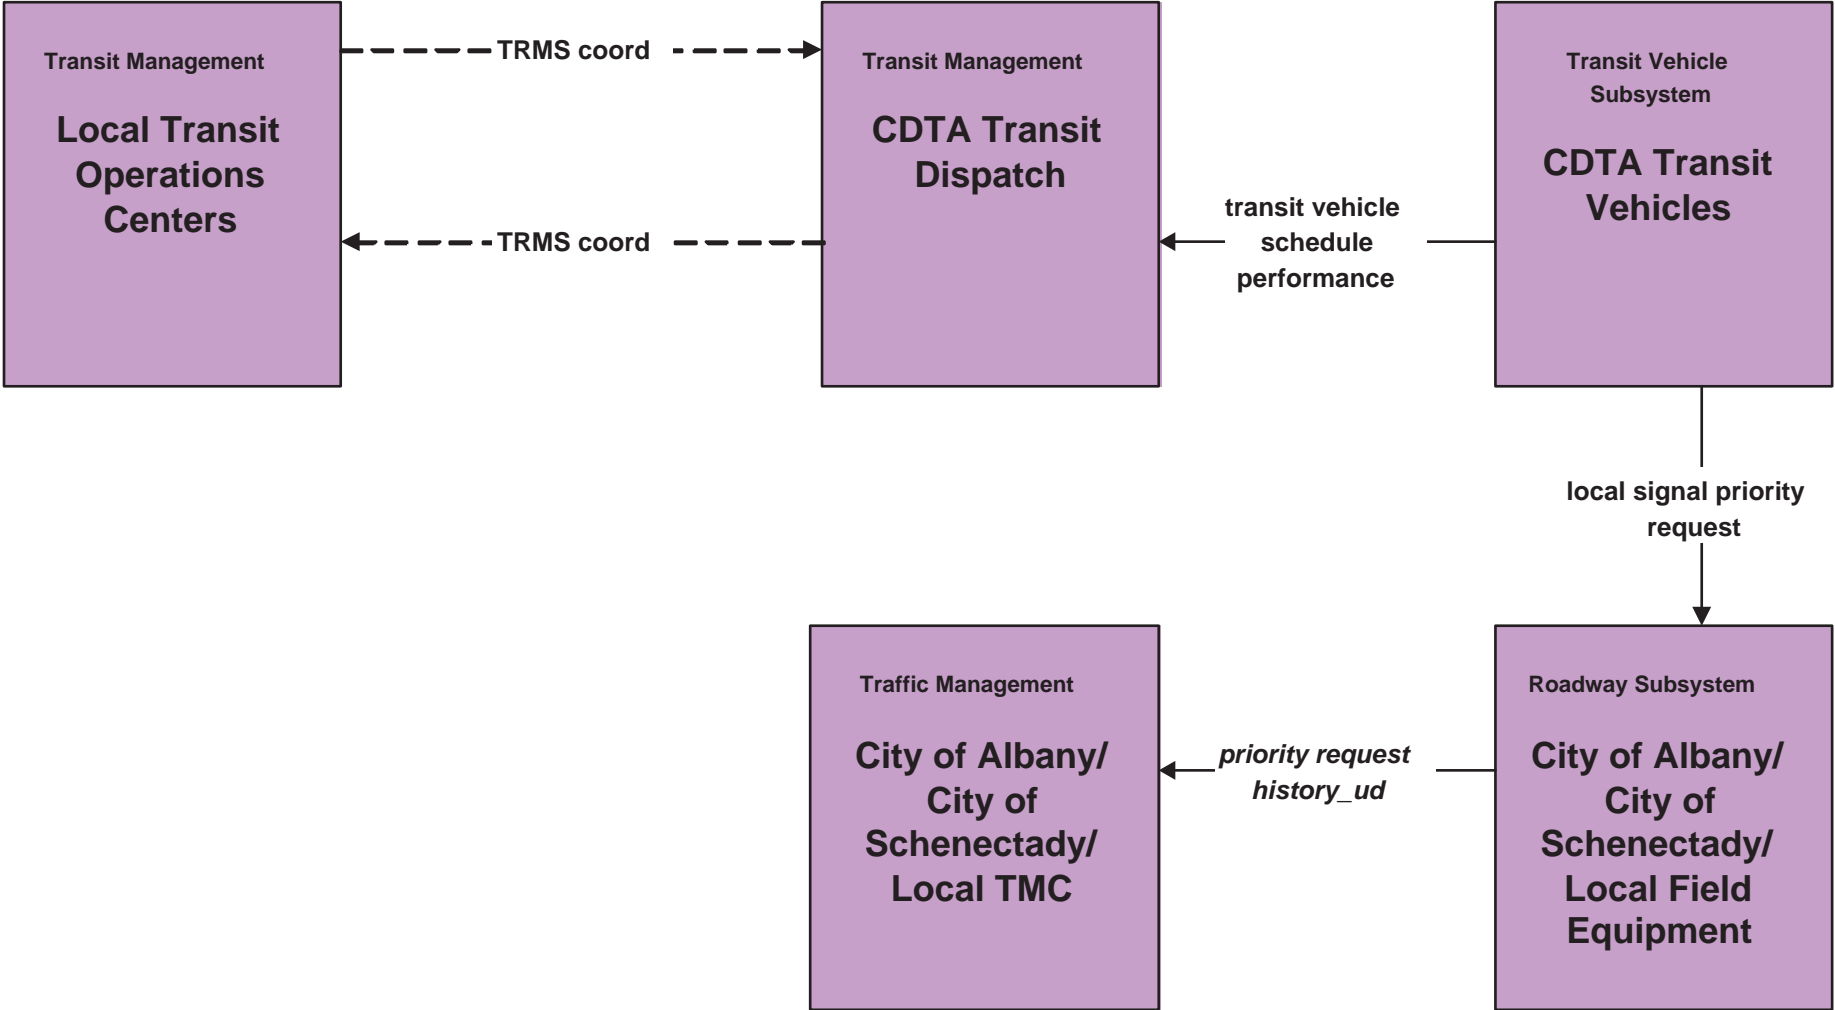 Transit Management
Local Transit
Operations
Centers
TRMS coord
TRMS coord
Transit Management
CDTA Transit
Dispatch
transit vehicle
schedule
performance
Transit Vehicle
Subsystem
CDTA Transit
Vehicles
local signal priority
request
Traffic Management
City of Albany/
City of
Schenectady/
Local TMC
priority request
history_ud
Roadway Subsystem
City of Albany/
City of
Schenectady/
Local Field
Equipment